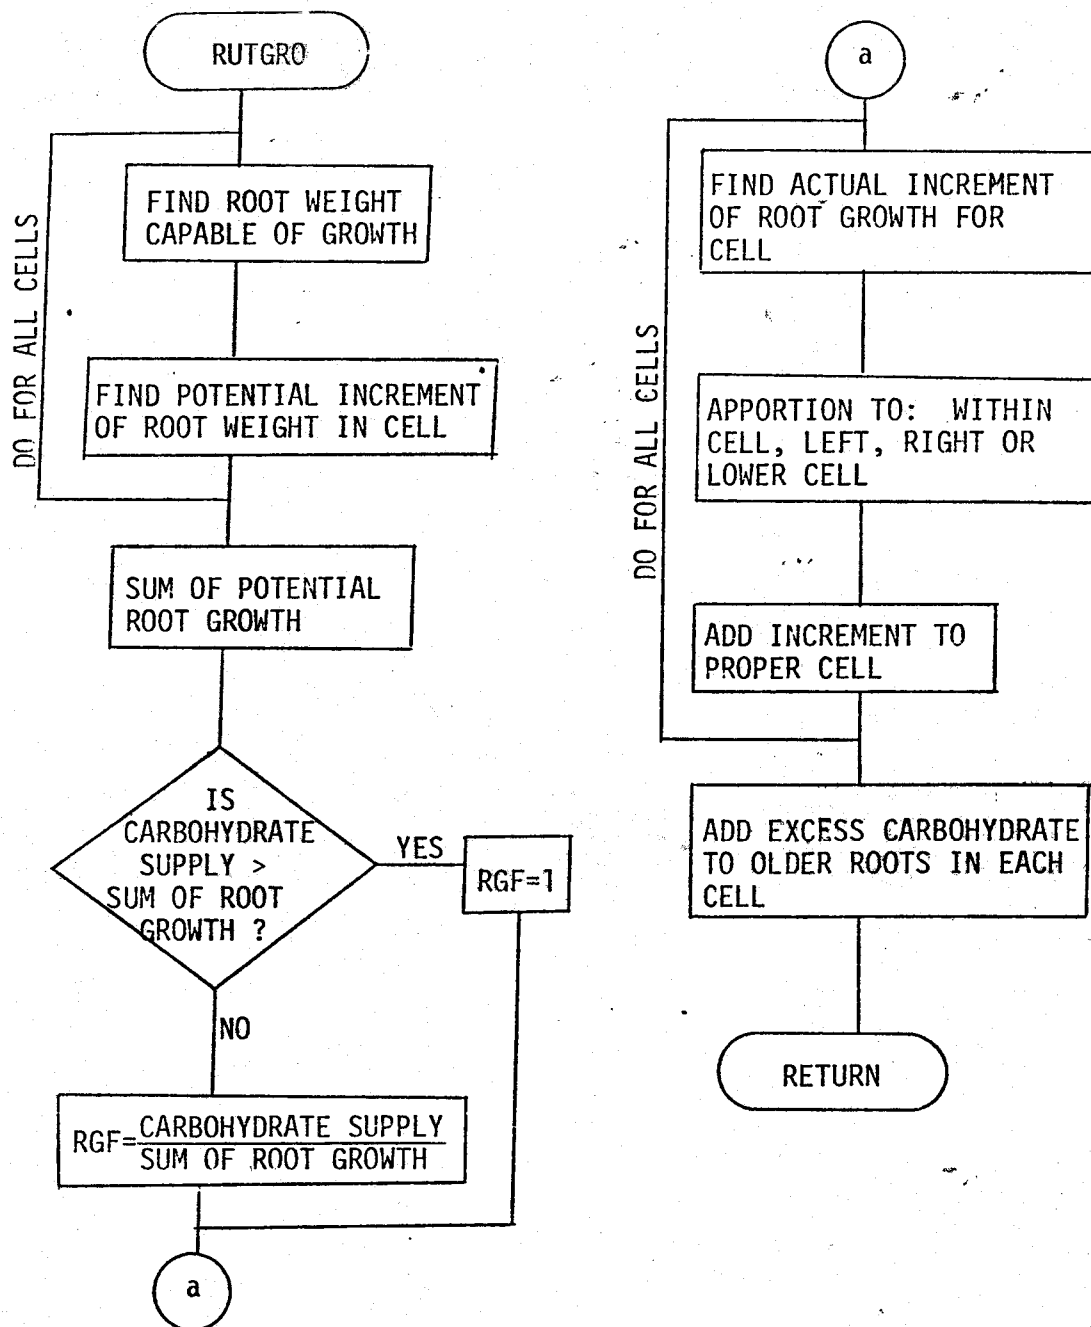 RUTGRO
DO FOR ALL CELLS
FIND ROOT WEIGHT
CAPABLE OF GROWTH
FIND POTENTIAL INCREMENT
OF ROOT WEIGHT IN CELL
SUM OF POTENTIAL
ROOT GROWTH
IS
CARBOHYDRATE
SUPPLY >
SUM OF ROOT
GROWTH ?
YES
RGF=1
NO
RGF=CARBOHYDRATE SUPPLY
SUM OF ROOT GROWTH
a
a
DO FOR ALL CELLS
FIND ACTUAL INCREMENT
OF ROOT GROWTH FOR
CELL
APPORTION TO: WITHIN
CELL, LEFT, RIGHT OR
LOWER CELL
ADD INCREMENT TO
PROPER CELL
ADD EXCESS CARBOHYDRATE
TO OLDER ROOTS IN EACH
CELL
RETURN